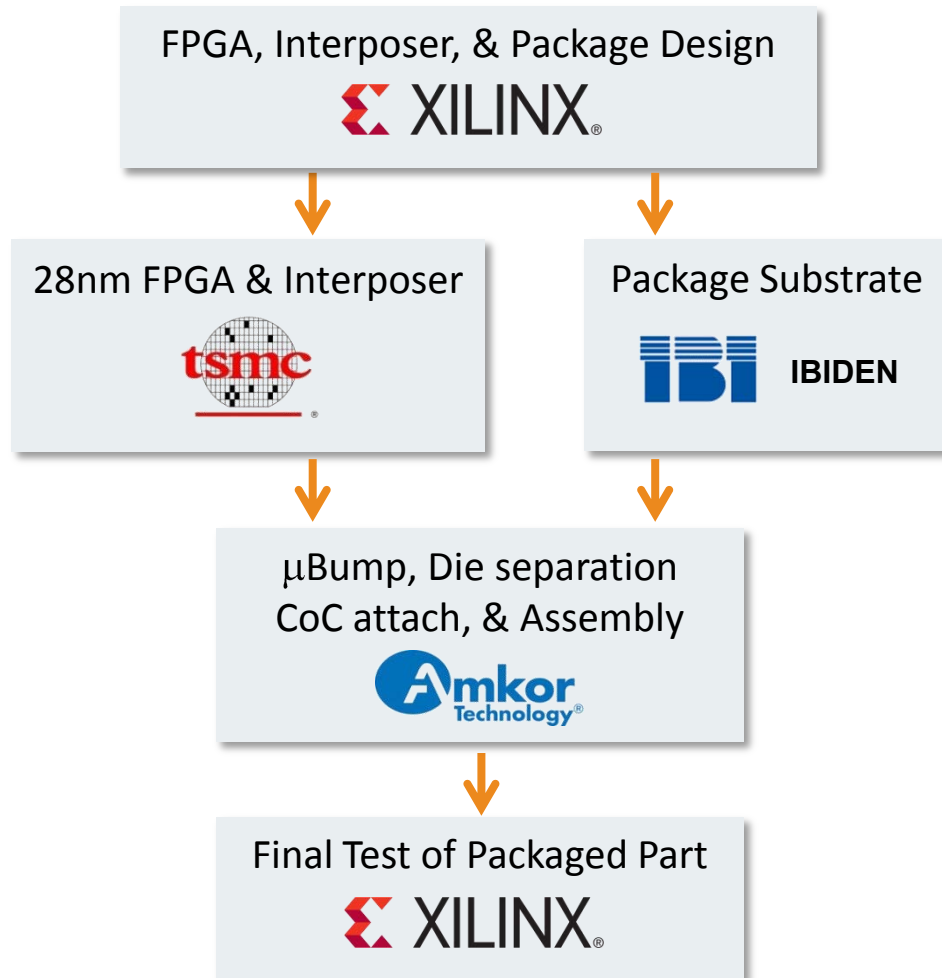 FPGA, Interposer, & Package Design
XILINX®
28nm FPGA & Interposer
tsmc
®
Package Substrate
IBI IBIDEN
μBump, Die separation
CoC attach, & Assembly
Amkor
Technology®
Final Test of Packaged Part
XILINX®